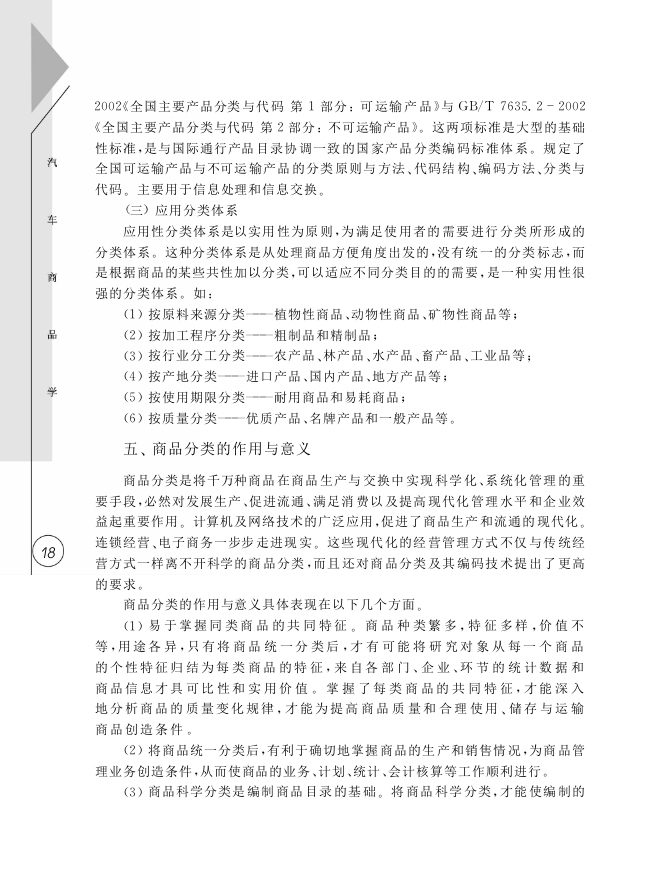 2002《全国主要产品分类与代码 第 1 部分：可运输产品》与 GB/T 7635. 2－2002
《全国主要产品分类与代码 第 2 部分：不可运输产品》。这两项标准是大型的基础
性标准,是与国际通行产品目录协调一致的国家产品分类编码标准体系。规定了
全国可运输产品与不可运输产品的分类原则与方法、代码结构、编码方法、分类与
代码。主要用于信息处理和信息交换。
（三）应用分类体系
应用性分类体系是以实用性为原则,为满足使用者的需要进行分类所形成的
分类体系。这种分类体系是从处理商品方便角度出发的,没有统一的分类标志,而
是根据商品的某些共性加以分类,可以适应不同分类目的的需要,是一种实用性很
强的分类体系。如：
（1）按原料来源分类——植物性商品、动物性商品、矿物性商品等；
（2）按加工程序分类——粗制品和精制品；
（3）按行业分工分类——农产品、林产品、水产品、畜产品、工业品等；
（4）按产地分类——进口产品、国内产品、地方产品等；
（5）按使用期限分类——耐用商品和易耗商品；
（6）按质量分类——优质产品、名牌产品和一般产品等。
五、商品分类的作用与意义
商品分类是将千万种商品在商品生产与交换中实现科学化、系统化管理的重
要手段,必然对发展生产、促进流通、满足消费以及提高现代化管理水平和企业效
益起重要作用。计算机及网络技术的广泛应用,促进了商品生产和流通的现代化。
连锁经营、电子商务一步步走进现实。这些现代化的经营管理方式不仅与传统经
营方式一样离不开科学的商品分类,而且还对商品分类及其编码技术提出了更高
的要求。
商品分类的作用与意义具体表现在以下几个方面。
（1）易于掌握同类商品的共同特征。商品种类繁多,特征多样,价值不
等,用途各异,只有将商品统一分类后,才有可能将研究对象从每一个商品
的个性特征归结为每类商品的特征,来自各部门、企业、环节的统计数据和
商品信息才具可比性和实用价值。掌握了每类商品的共同特征,才能深入
地分析商品的质量变化规律,才能为提高商品质量和合理使用、储存与运输
商品创造条件。
（2）将商品统一分类后,有利于确切地掌握商品的生产和销售情况,为商品管
理业务创造条件,从而使商品的业务、计划、统计、会计核算等工作顺利进行。
（3）商品科学分类是编制商品目录的基础。将商品科学分类,才能使编制的
汽
车
商
品
学
18